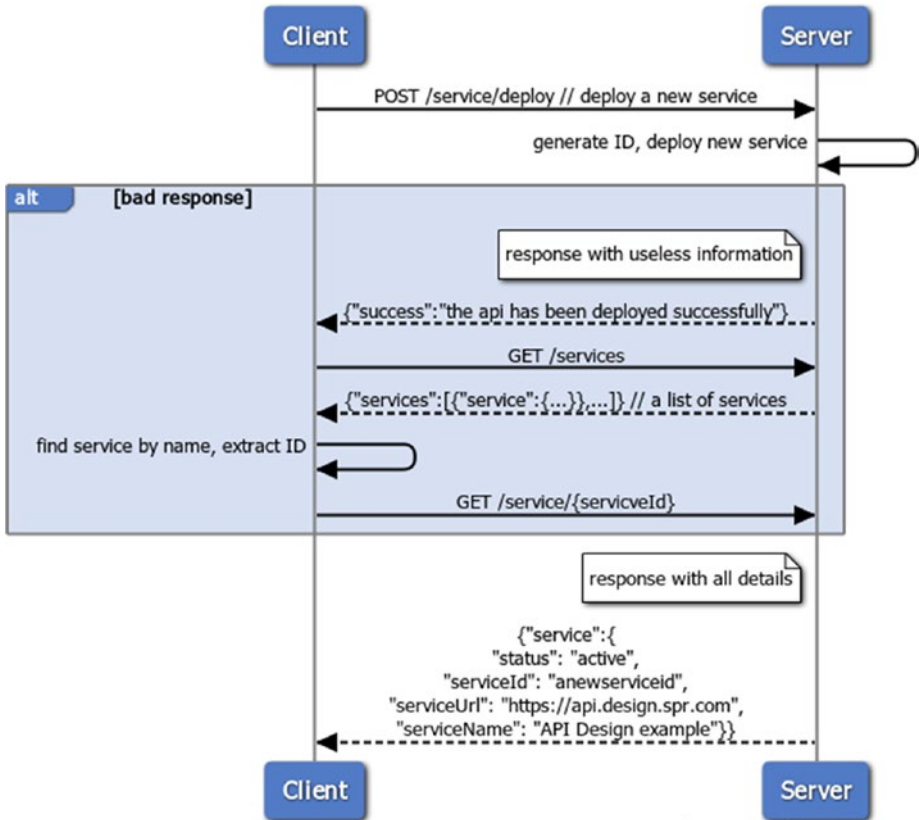 Client
Server
POST /service/deploy // deploy a new service
generate ID, deploy new service
alt
[bad response]
response with useless information
{"success":"the api has been deployed successfully"}
GET /services
{"services":[{"service":{...}},...]} // a list of services
find service by name, extract ID
GET /service/{servicveId}
response with all details
{"service":{
"status": "active",
"serviceId": "anewserviceid",
"serviceUrl": "https://api.design.spr.com",
"serviceName": "API Design example"}}
Client
Server